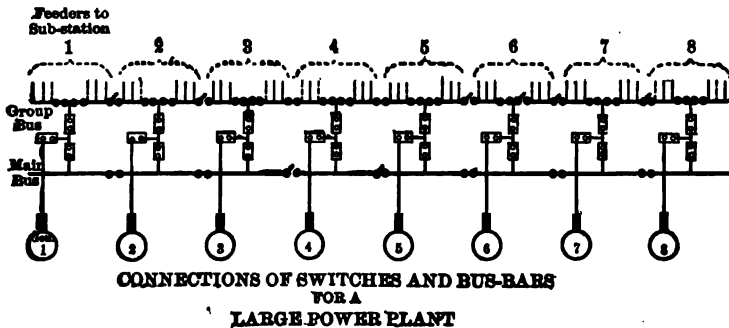 Feeders to
Sub-station
1 2 3 4 5 6 7 8
Group
Bus
Main
Bus
1 2 3 4 5 6 7 8
CONNECTIONS OF SWITCHES AND BUS-BARS
FOR A
LARGE POWER PLANT